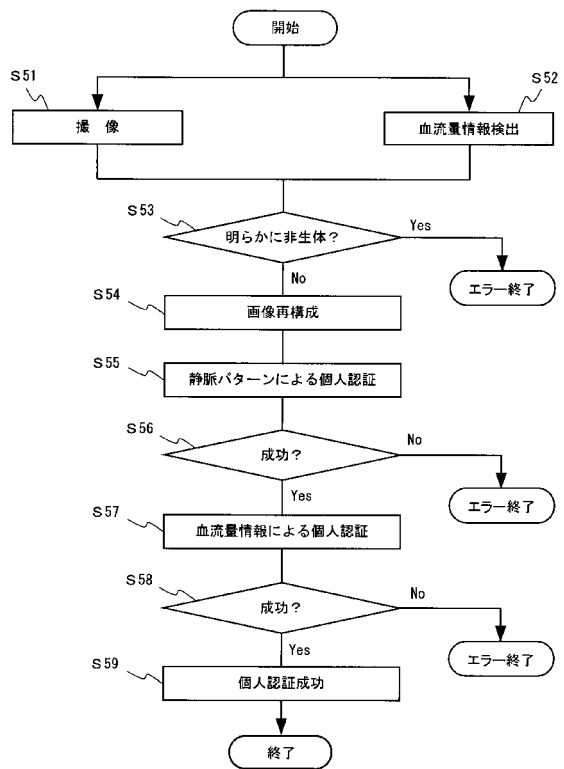 開始
S51
S52
撮 像
血流量情報検出
S53
明らかに非生体?
Yes
No
エラー終了
S54
画像再構成
S55
静脈パターンによる個人認証
S56
成功?
No
Yes
エラー終了
S57
血流量情報による個人認証
S58
成功?
No
Yes
エラー終了
S59
個人認証成功
終了